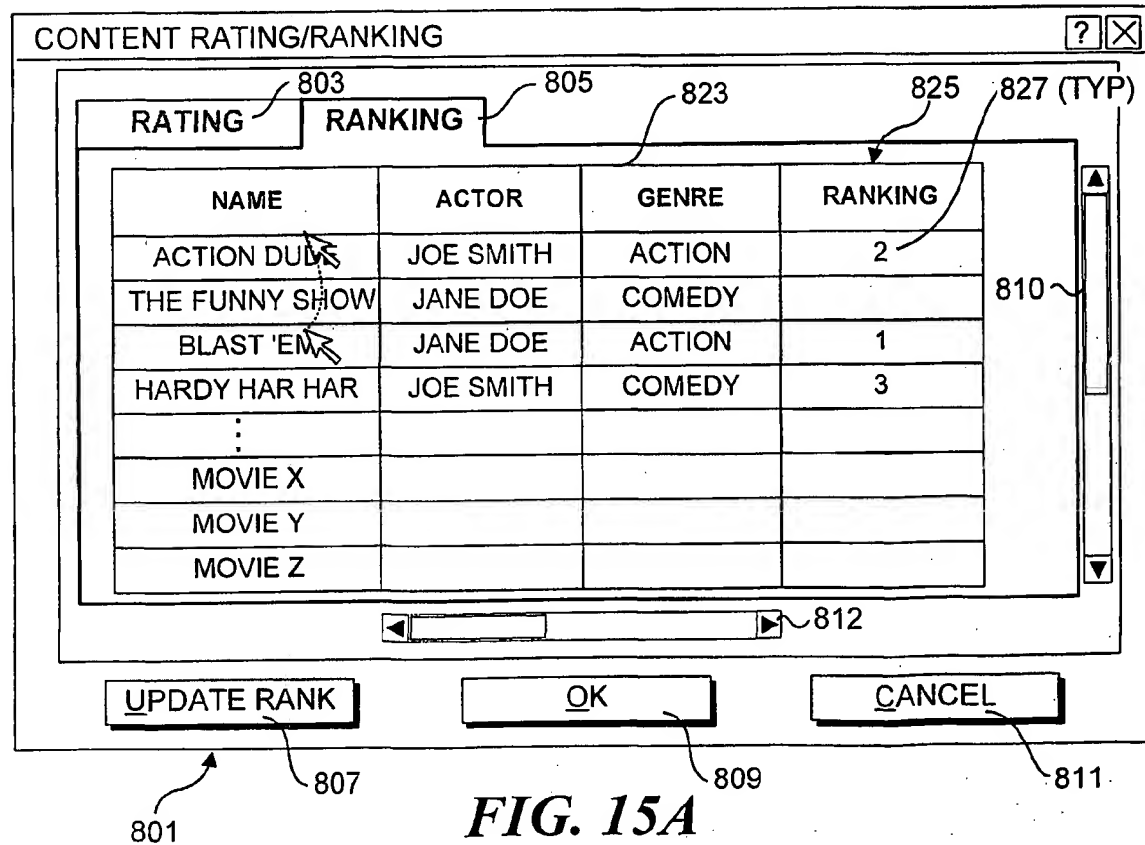 CONTENT RATING/RANKING ?
803 805 823 825 827 (TYP)
RATING RANKING
NAME ACTOR GENRE RANKING
ACTION DUDE JOE SMITH ACTION 2
THE FUNNY SHOW JANE DOE COMEDY
810
BLAST 'EM JANE DOE ACTION 1
HARDY HAR HAR JOE SMITH COMEDY 3
MOVIE X
MOVIE Y
MOVIE Z
812
UPDATE RANK OK CANCEL
807 809 811
801 FIG. 15A